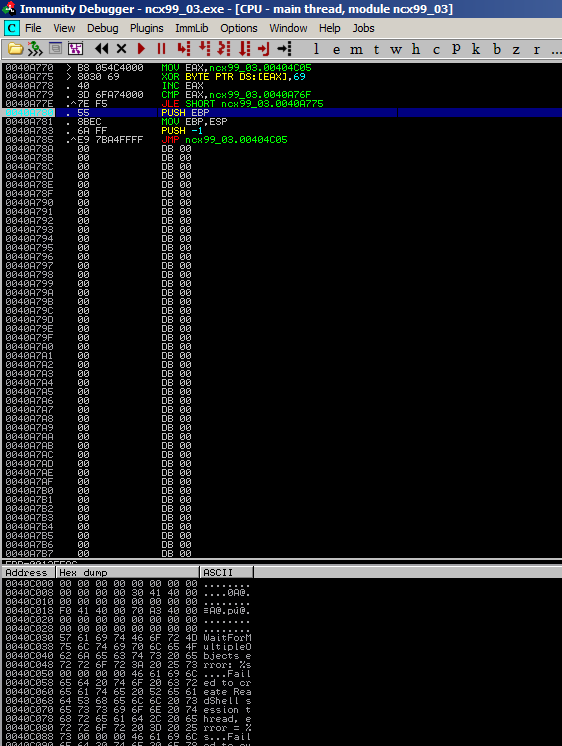 Immunity Debugger - ncx99_03.exe - [CPU - main thread, module ncx99_03]
C File View Debug Plugins ImmLib Options Window Help Jobs
l e m t w h c p k b z r ...
0040A770 > B8 054C4000 MOV EAX,ncx99_03.00404C05
0040A775 > 8030 69 XOR BYTE PTR DS:[EAX],69
0040A778 . 40 INC EAX
0040A779 . 3D 6FA74000 CMP EAX,ncx99_03.0040A76F
0040A77E .^7E F5 JLE SHORT ncx99_03.0040A775
. 55 PUSH EBP
0040A781 . 8BEC MOV EBP,ESP
0040A783 . 6A FF PUSH -1
0040A785 .^E9 7BA4FFFF JMP ncx99_03.00404C05
0040A78A 00 DB 00
0040A78B 00 DB 00
0040A78C 00 DB 00
0040A78D 00 DB 00
0040A78E 00 DB 00
0040A78F 00 DB 00
0040A790 00 DB 00
0040A791 00 DB 00
0040A792 00 DB 00
0040A793 00 DB 00
0040A794 00 DB 00
0040A795 00 DB 00
0040A796 00 DB 00
0040A797 00 DB 00
0040A798 00 DB 00
0040A799 00 DB 00
0040A79A 00 DB 00
0040A79B 00 DB 00
0040A79C 00 DB 00
0040A79D 00 DB 00
0040A79E 00 DB 00
0040A79F 00 DB 00
0040A7A0 00 DB 00
0040A7A1 00 DB 00
0040A7A2 00 DB 00
0040A7A3 00 DB 00
0040A7A4 00 DB 00
0040A7A5 00 DB 00
0040A7A6 00 DB 00
0040A7A7 00 DB 00
0040A7A8 00 DB 00
0040A7A9 00 DB 00
0040A7AA 00 DB 00
0040A7AB 00 DB 00
0040A7AC 00 DB 00
0040A7AD 00 DB 00
0040A7AE 00 DB 00
0040A7AF 00 DB 00
0040A7B0 00 DB 00
0040A7B1 00 DB 00
0040A7B2 00 DB 00
0040A7B3 00 DB 00
0040A7B4 00 DB 00
0040A7B5 00 DB 00
0040A7B6 00 DB 00
0040A7B7 00 DB 00
Address Hex dump ASCII
0040C000 00 00 00 00 00 00 00 00 ........
0040C008 00 00 00 00 30 41 40 00 ....0A@.
0040C010 00 00 00 00 00 00 00 00 ........
0040C018 F0 41 40 00 70 A3 40 00 ≡A@.pú@.
0040C020 00 00 00 00 00 00 00 00 ........
0040C028 00 00 00 00 00 00 00 00 ........
0040C030 57 61 69 74 46 6F 72 4D WaitForM
0040C038 75 6C 74 69 70 6C 65 4F ultipleO
0040C040 62 6A 65 63 74 73 20 65 bjects e
0040C048 72 72 6F 72 3A 20 25 73 rror: %s
0040C050 00 00 00 00 46 61 69 6C ....Fail
0040C058 65 64 20 74 6F 20 63 72 ed to cr
0040C060 65 61 74 65 20 52 65 61 eate Rea
0040C068 64 53 68 65 6C 6C 20 73 dShell s
0040C070 65 73 73 69 6F 6E 20 74 ession t
0040C078 68 72 65 61 64 2C 20 65 hread, e
0040C080 72 72 6F 72 20 3D 20 25 rror = %
0040C088 73 00 00 00 46 61 69 6C s...Fail